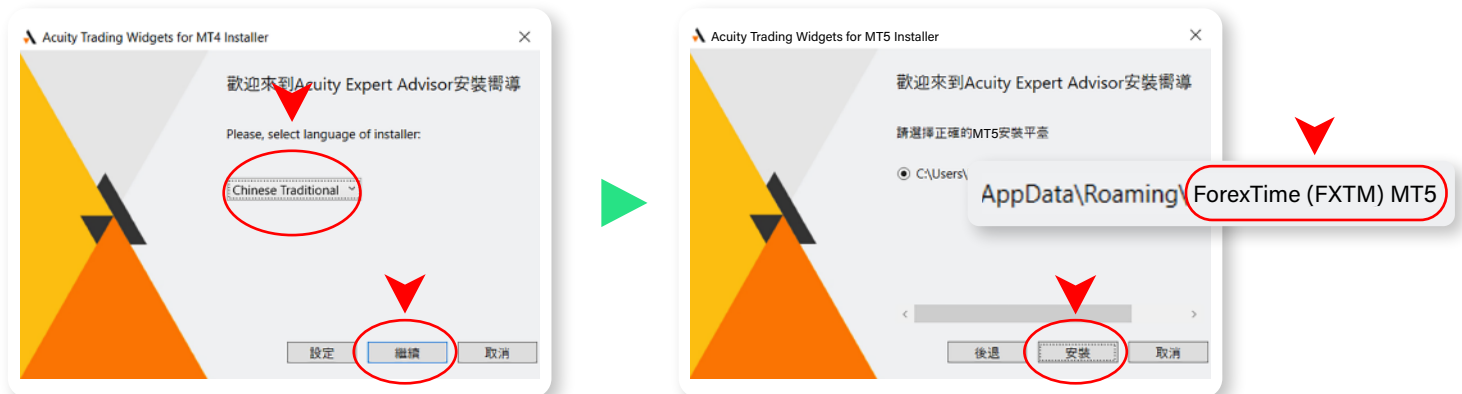 Acuity Trading Widgets for MT4 Installer
歡迎來到Acuity Expert Advisor安裝嚮導
Please, select language of installer:
Chinese Traditional
設定
繼續
取消
Acuity Trading Widgets for MT5 Installer
歡迎來到Acuity Expert Advisor安裝嚮導
請選擇正確的MT5安裝平臺
C:\Users\
AppData\Roaming\ ForexTime (FXTM) MT5
後退
安裝
取消